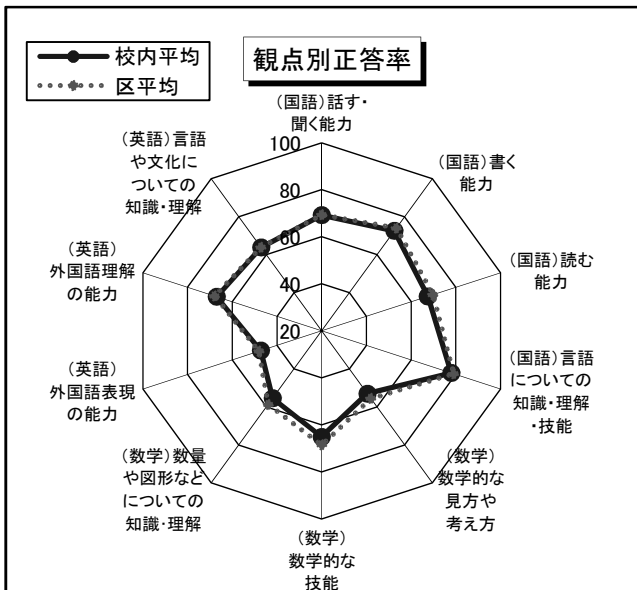 校内平均
区平均
観点別正答率
（国語）話す・
聞く能力
（国語）書く
能力
（国語）読む
能力
（国語）言語
についての
知識・理解
・技能
（数学）
数学的な
見方や
考え方
（数学）
数学的な
技能
（数学）数量
や図形などに
についての
知識・理解
（英語）
外国語表現
の能力
（英語）
外国語理解
の能力
（英語）言語
や文化に
ついての
知識・理解
100
80
60
40
20